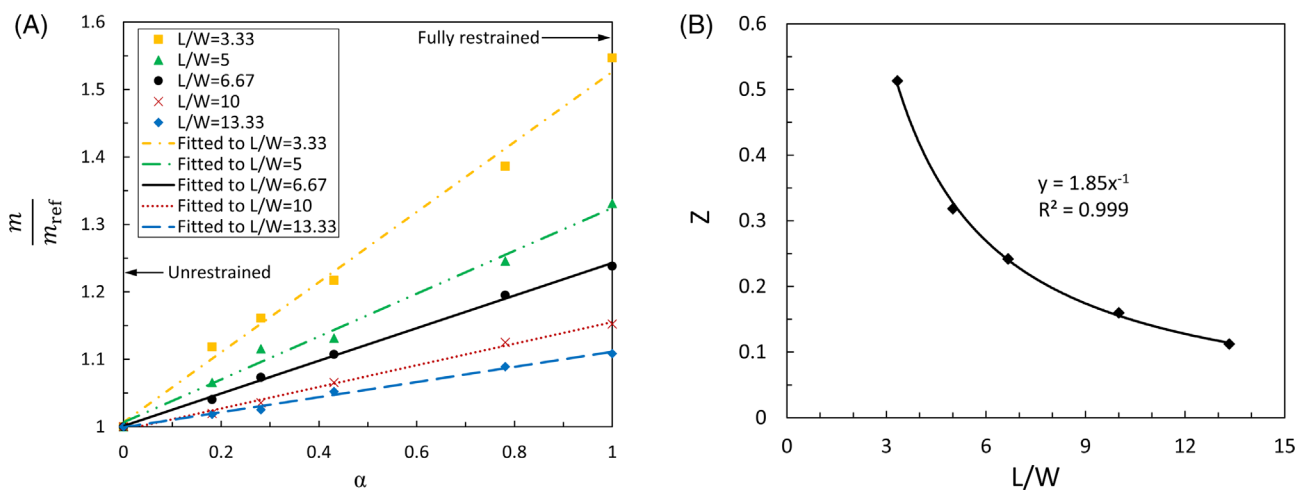 (A)
1.6
1.5
1.4
1.3
1.2
1.1
1
m
mref
L/W=3.33
L/W=5
L/W=6.67
L/W=10
L/W=13.33
Fitted to L/W=3.33
Fitted to L/W=5
Fitted to L/W=6.67
Fitted to L/W=10
Fitted to L/W=13.33
Fully restrained
Unrestrained
0 0.2 0.4 0.6 0.8 1
α
(B)
0.6
0.5
0.4
0.3
0.2
0.1
0
Z
y = 1.85x⁻¹
R² = 0.999
0 3 6 9 12 15
L/W